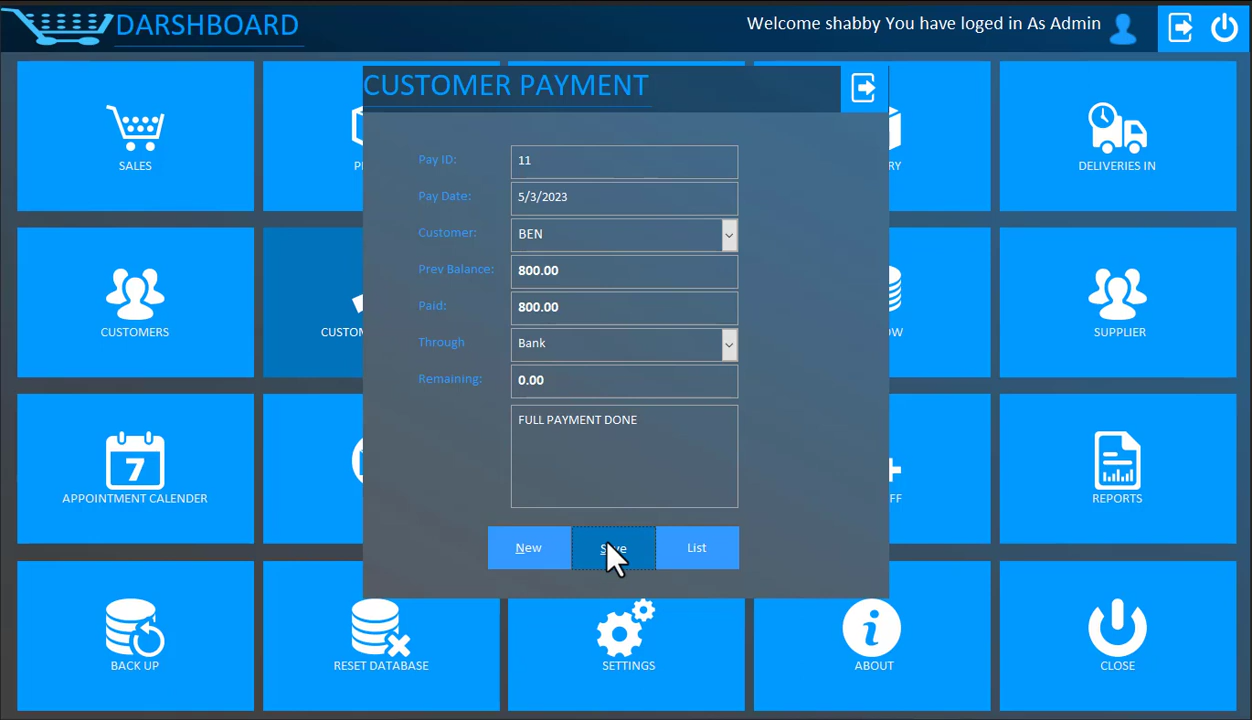 DARSHBOARD
Welcome shabby You have loged in As Admin
CUSTOMER PAYMENT
SALES
DELIVERIES IN
Pay ID: 11
Pay Date: 5/3/2023
Customer: BEN
Prev Balance: 800.00
Paid: 800.00
Through Bank
Remaining: 0.00
FULL PAYMENT DONE
New Save List
CUSTOMERS
SUPPLIER
7
APPOINTMENT CALENDER
REPORTS
BACK UP
RESET DATABASE
SETTINGS
ABOUT
CLOSE